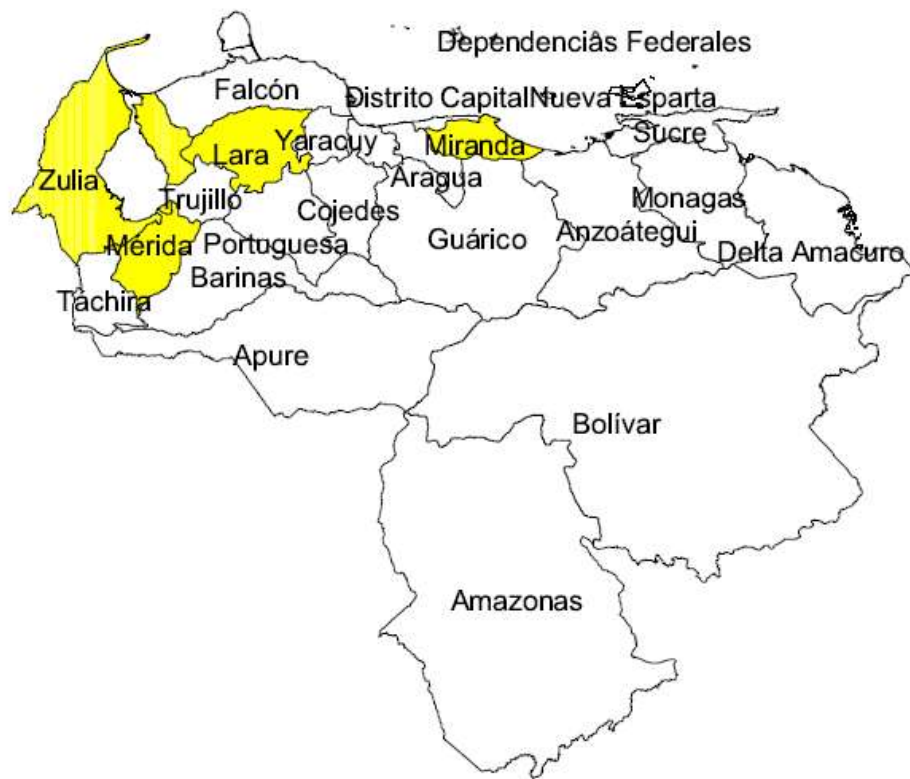 Dependencias Federales
Falcón
Distrito Capital
Nueva Esparta
Sucre
Yaracuy
Miranda
Lara
Zulia
Aragua
Trujillo
Monagas
Cojedes
Anzoátegui
Guárico
Mérida
Portuguesa
Delta Amacuro
Barinas
Táchira
Apure
Bolívar
Amazonas